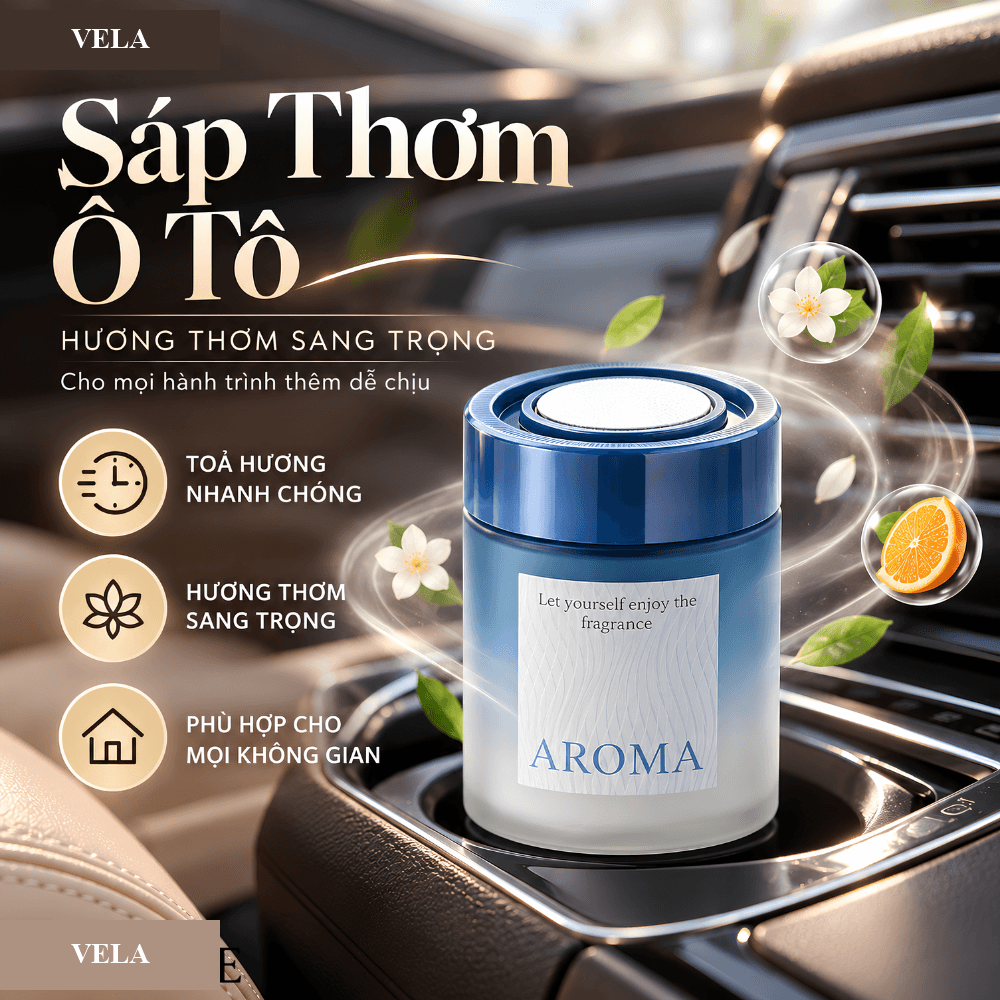 VELA
Sáp Thơm
Ô Tô
HƯƠNG THƠM SANG TRỌNG
Cho mọi hành trình thêm dễ chịu
TOẢ HƯƠNG
NHANH CHÓNG
HƯƠNG THƠM
SANG TRỌNG
PHÙ HỢP CHO
MỌI KHÔNG GIAN
Let yourself enjoy the
fragrance
AROMA
VELA
E